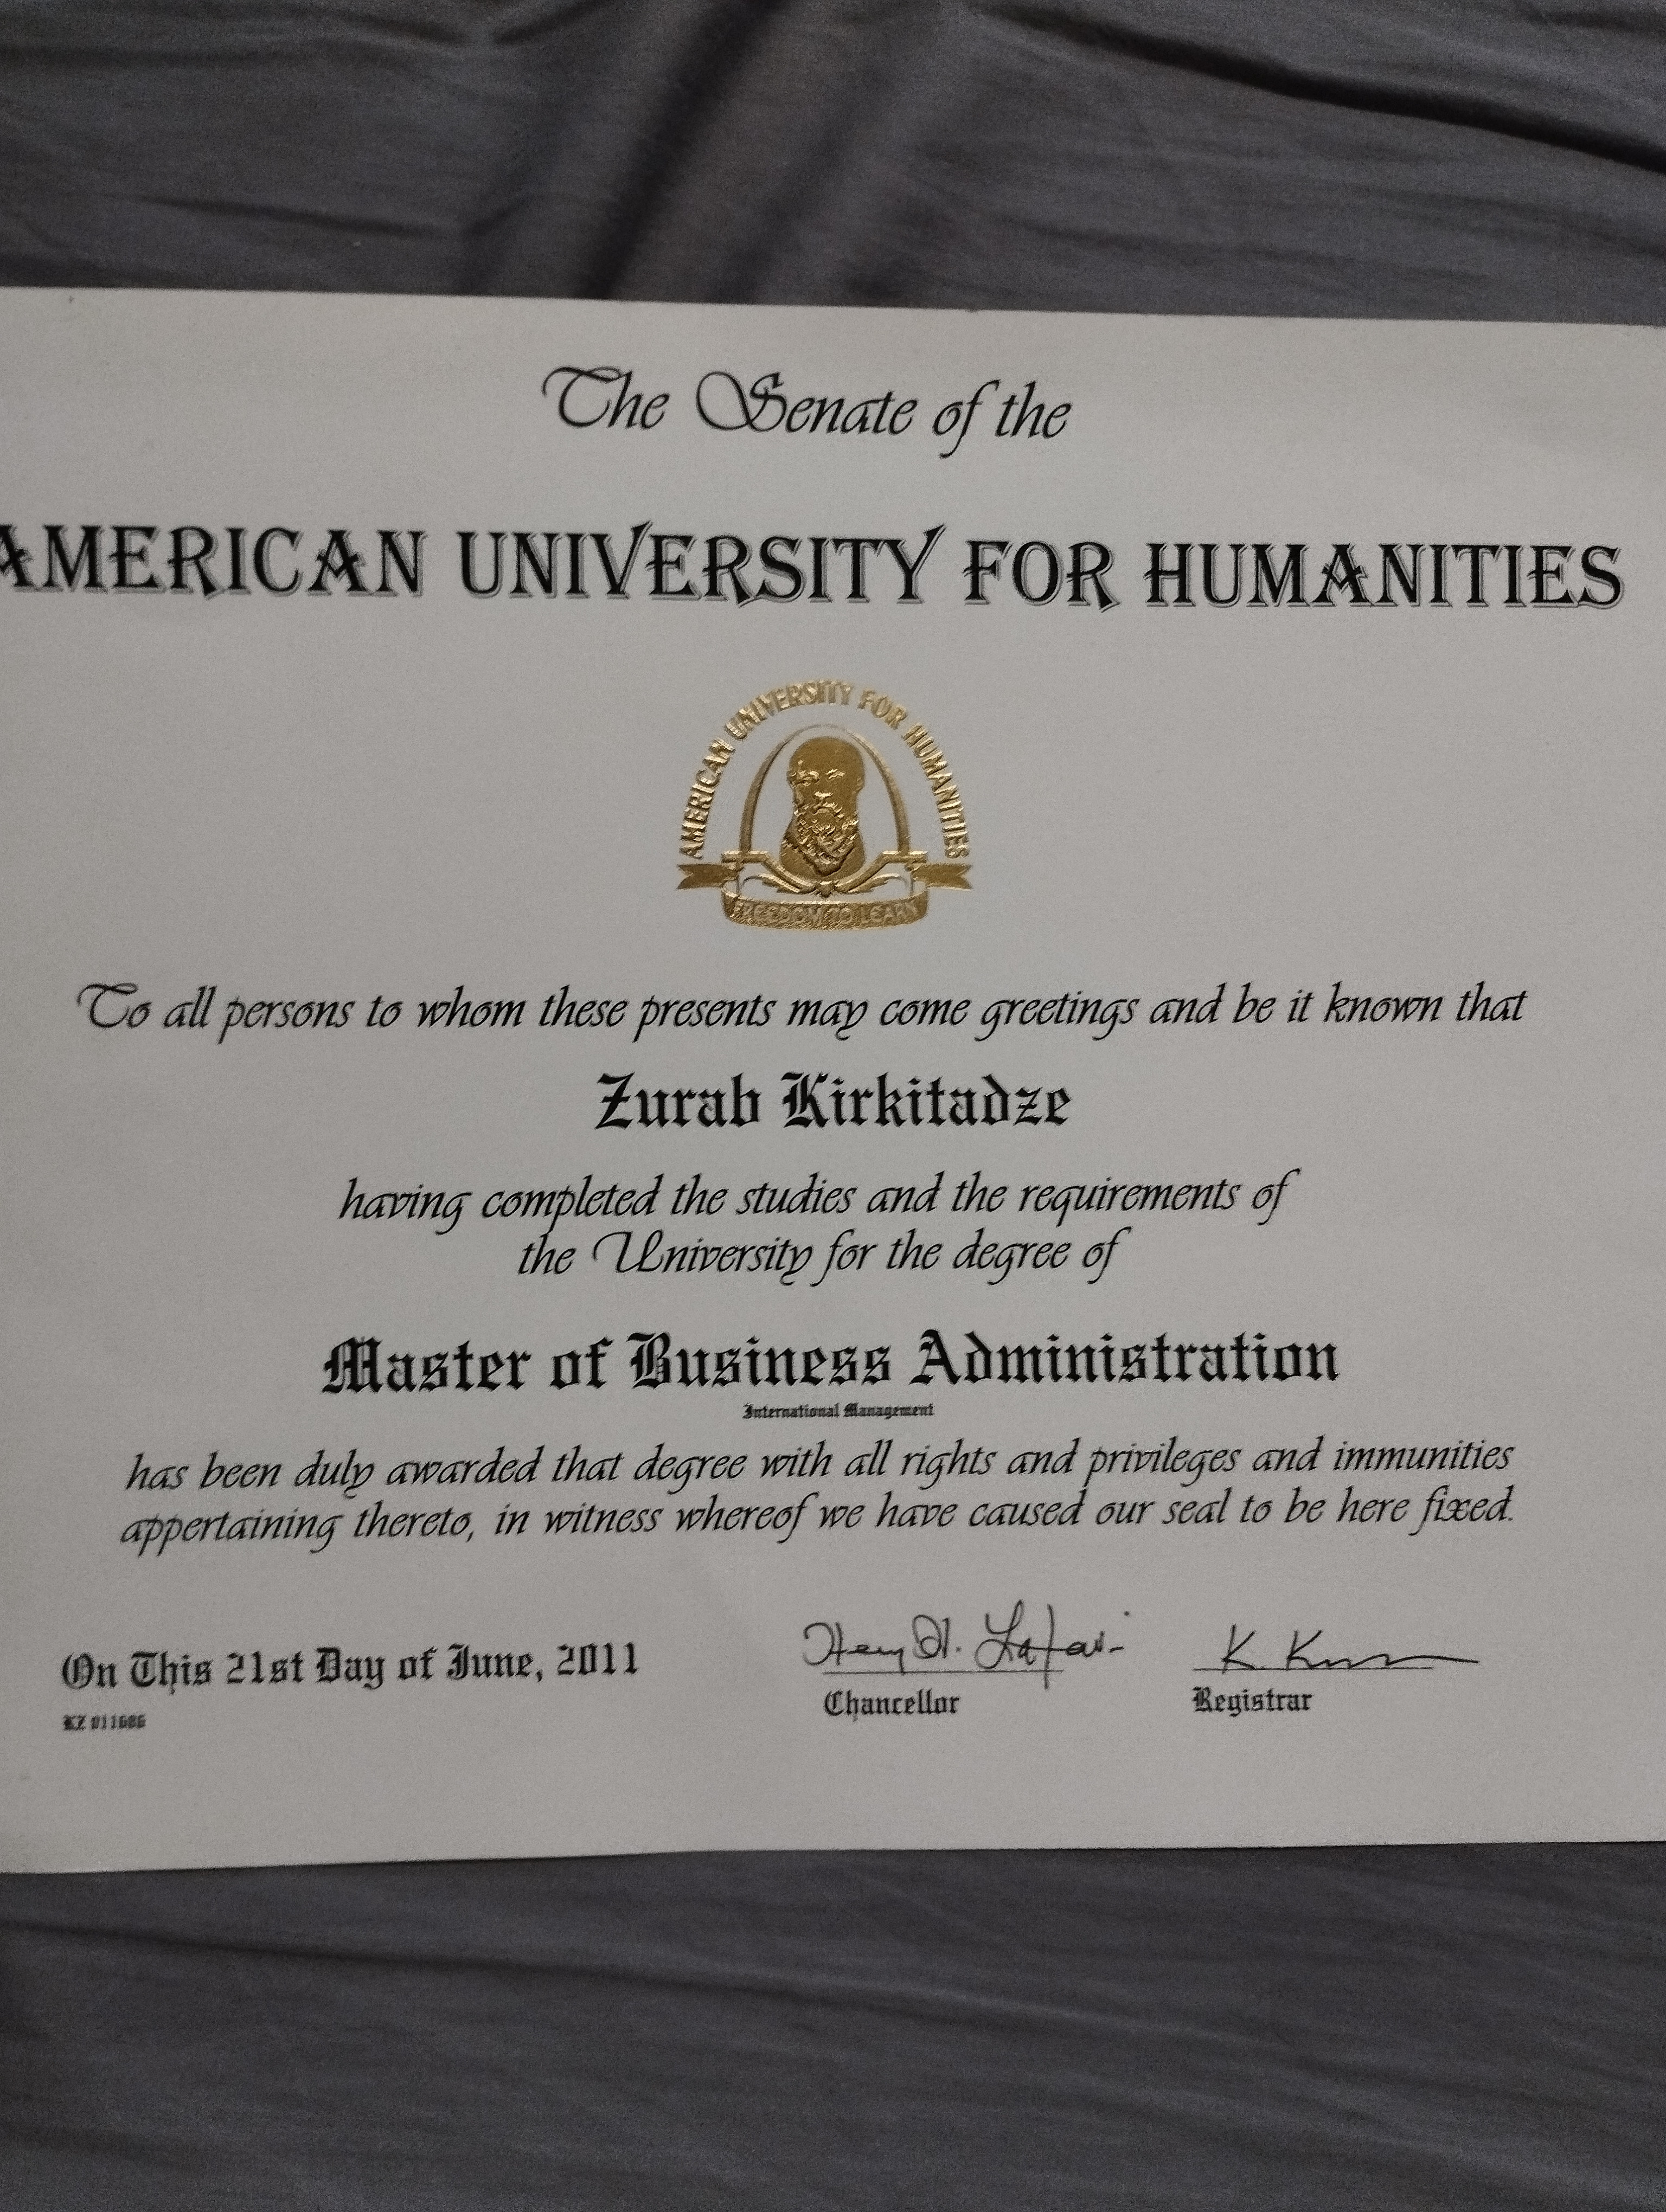 The Senate of the
AMERICAN UNIVERSITY FOR HUMANITIES
AMERICAN UNIVERSITY FOR HUMANITIES
FREEDOM TO LEARN
To all persons to whom these presents may come greetings and be it known that
Zurab Kirkitadze
having completed the studies and the requirements of
the University for the degree of
Master of Business Administration
International Management
has been duly awarded that degree with all rights and privileges and immunities
appertaining thereto, in witness whereof we have caused our seal to be here fixed.
On This 21st Day of June, 2011
Chancellor
Registrar